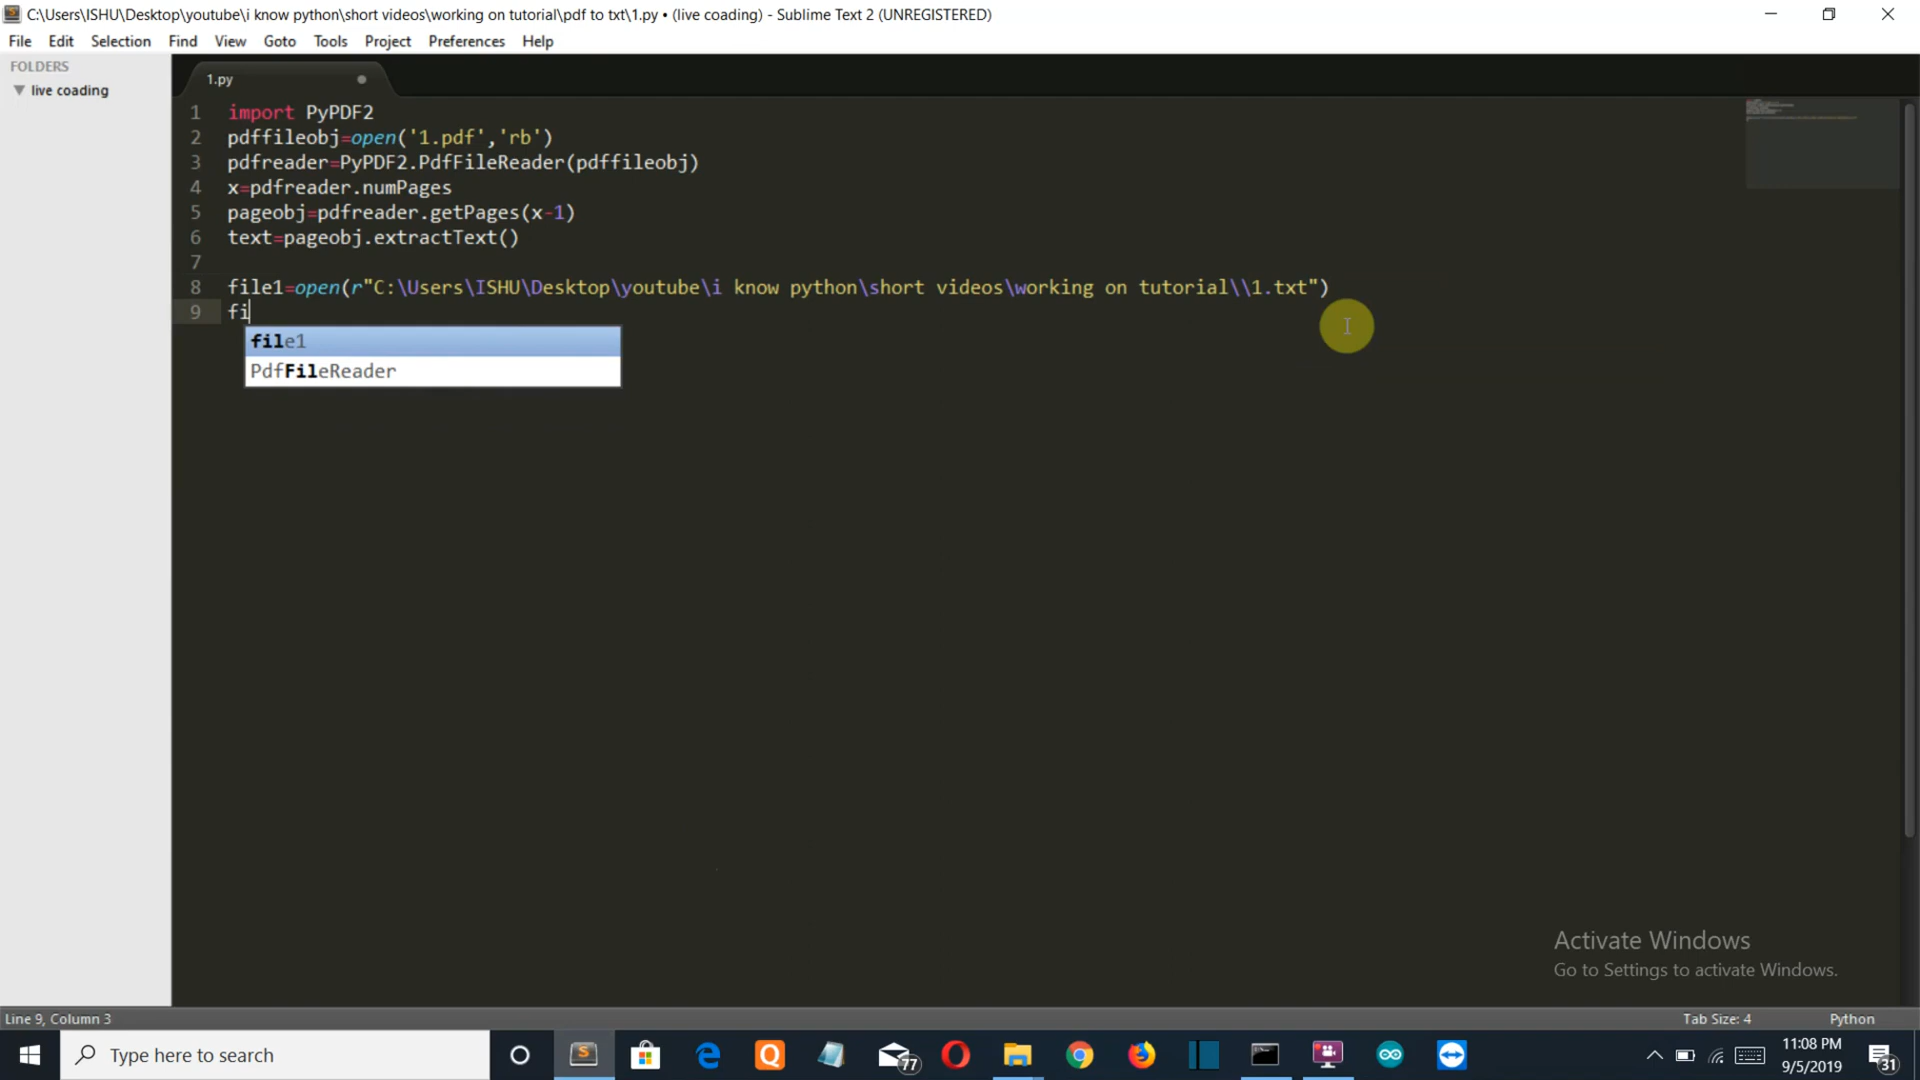 C:\Users\ISHU\Desktop\youtube\i know python\short videos\working on tutorial\pdf to txt\1.py • (live coading) - Sublime Text 2 (UNREGISTERED)
File Edit Selection Find View Goto Tools Project Preferences Help
FOLDERS
live coading
1.py
1 import PyPDF2
2 pdffileobj=open('1.pdf','rb')
3 pdfreader=PyPDF2.PdfFileReader(pdffileobj)
4 x=pdfreader.numPages
5 pageobj=pdfreader.getPages(x-1)
6 text=pageobj.extractText()
7
8 file1=open(r"C:\Users\ISHU\Desktop\youtube\i know python\short videos\working on tutorial\\1.txt")
9 fi
file1
PdfFileReader
Activate Windows
Go to Settings to activate Windows.
Line 9, Column 3 Tab Size: 4 Python
Type here to search
77
11:08 PM
9/5/2019
31